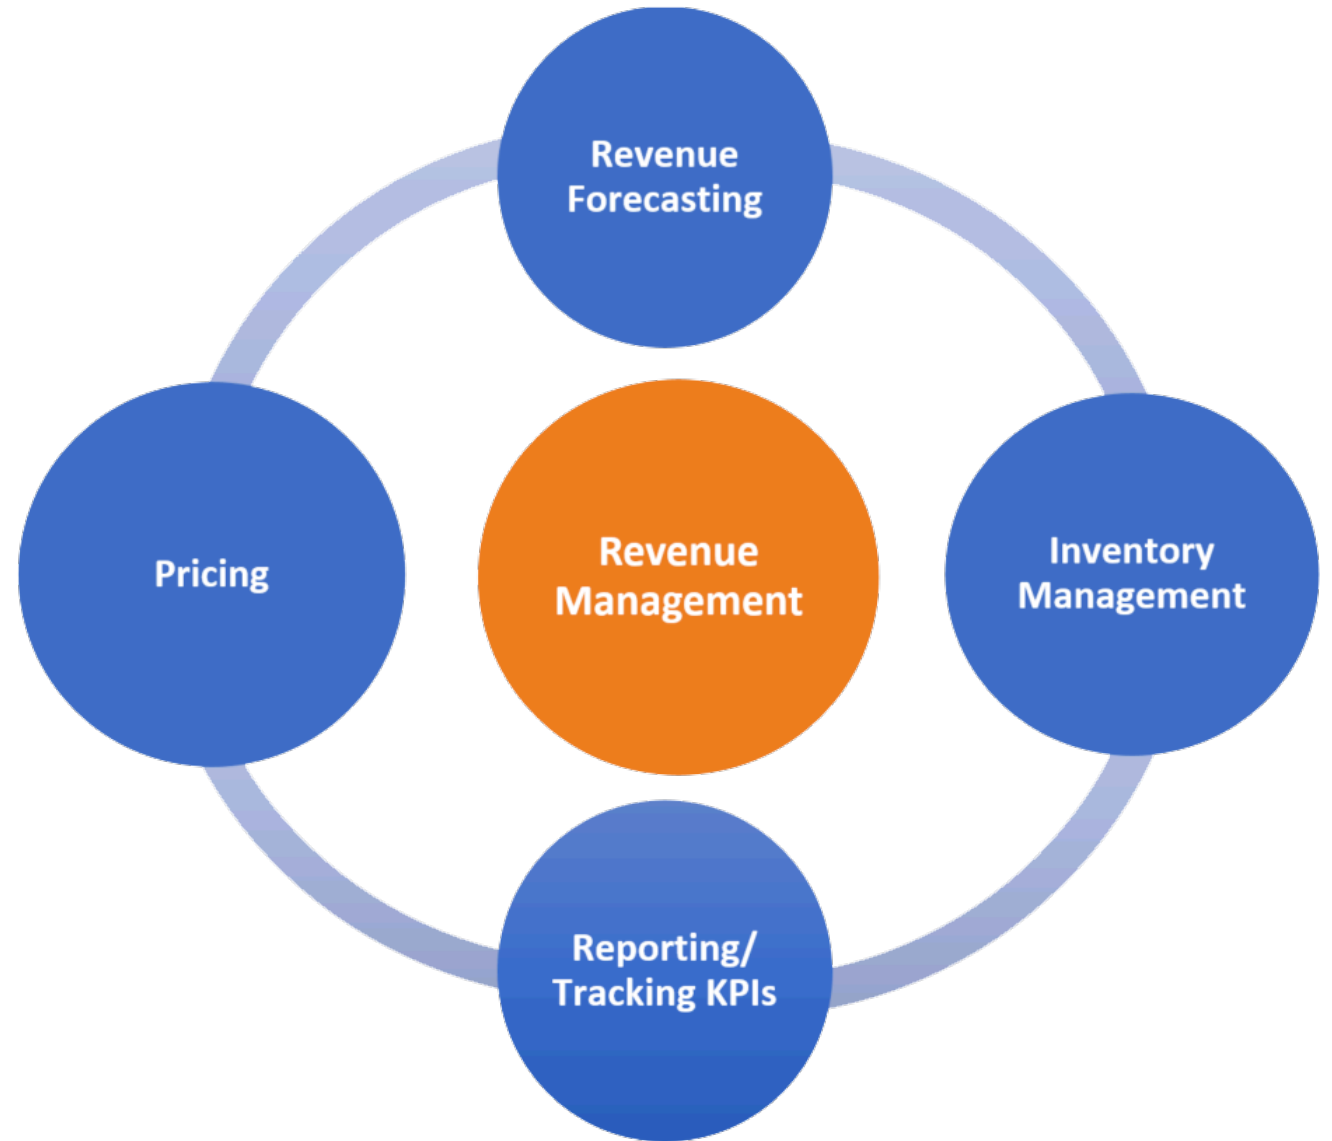 Revenue
Forecasting
Pricing
Revenue
Management
Inventory
Management
Reporting/
Tracking KPIs